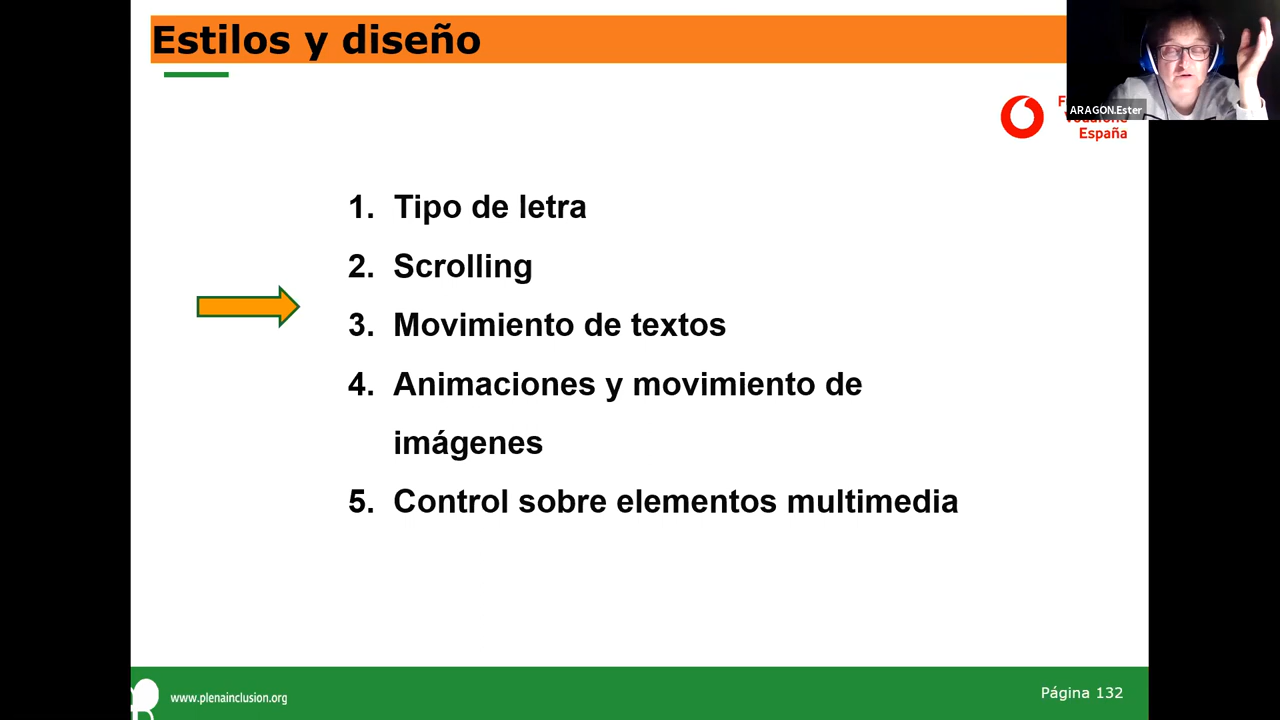 Estilos y diseño
ARAGON.Ester
España
1. Tipo de letra
2. Scrolling
3. Movimiento de textos
4. Animaciones y movimiento de
imágenes
5. Control sobre elementos multimedia
www.plenainclusion.org
Página 132